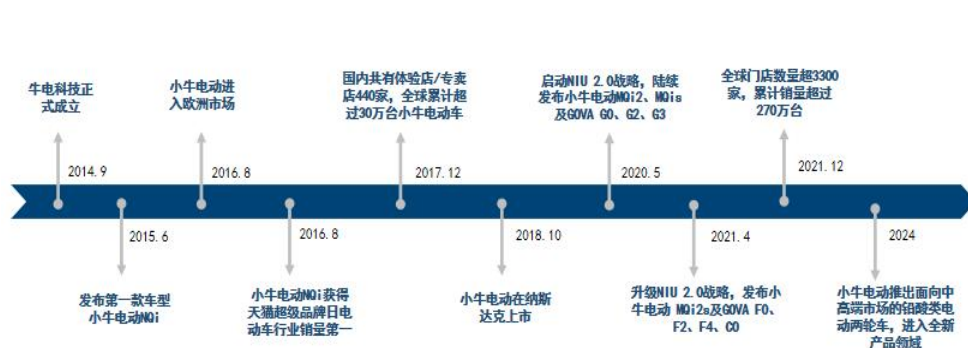 牛电科技正
式成立
2014.9
发布第一款车型
小牛电动NQi
2015.6
小牛电动进
入欧洲市场
2016.8
小牛电动NQi获得
天猫超级品牌日电
动车行业销量第一
2016.8
国内共有体验店/专卖
店440家，全球累计超
过30万台小牛电动车
2017.12
小牛电动在纳斯
达克上市
2018.10
启动NIU 2.0战略，陆续
发布小牛电动MQi2、MQis
及GOVA G0、G2、G3
2020.5
升级NIU 2.0战略，发布小
牛电动 MQi2s及GOVA F0、
F2、F4、C0
2021.4
全球门店数量超3300
家，累计销量超过
270万台
2021.12
小牛电动推出面向中
高端市场的铅醇类电
动两轮车，进入全新
产品领域
2024